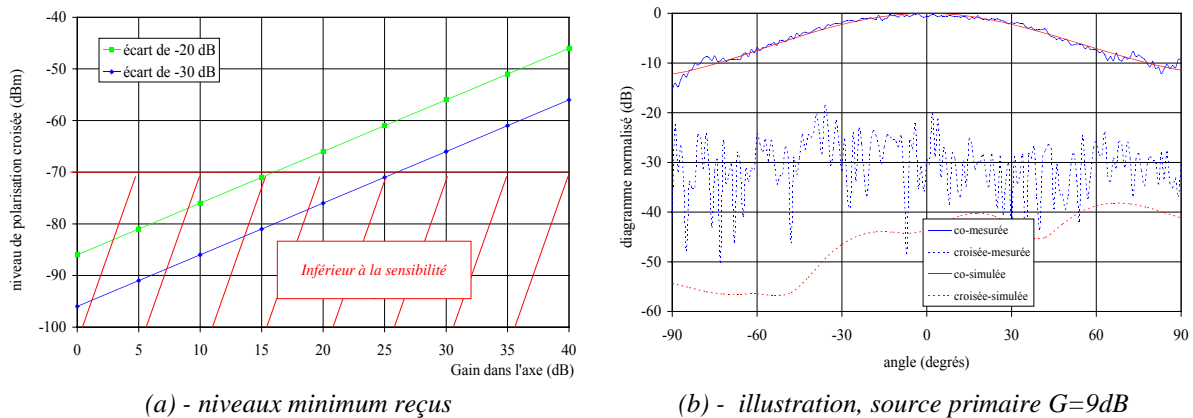 -40
-50
-60
-70
-80
-90
-100
niveau de polarisation croisée (dBm)
écart de -20 dB
écart de -30 dB
Inférieur à la sensibilité
0 5 10 15 20 25 30 35 40
Gain dans l'axe (dB)
(a) - niveaux minimum reçus
0
-10
-20
-30
-40
-50
-60
diagramme normalisé (dB)
co-mesurée
croisée-mesurée
co-simulée
croisée-simulée
-90 -60 -30 0 30 60 90
angle (degrés)
(b) - illustration, source primaire G=9dB